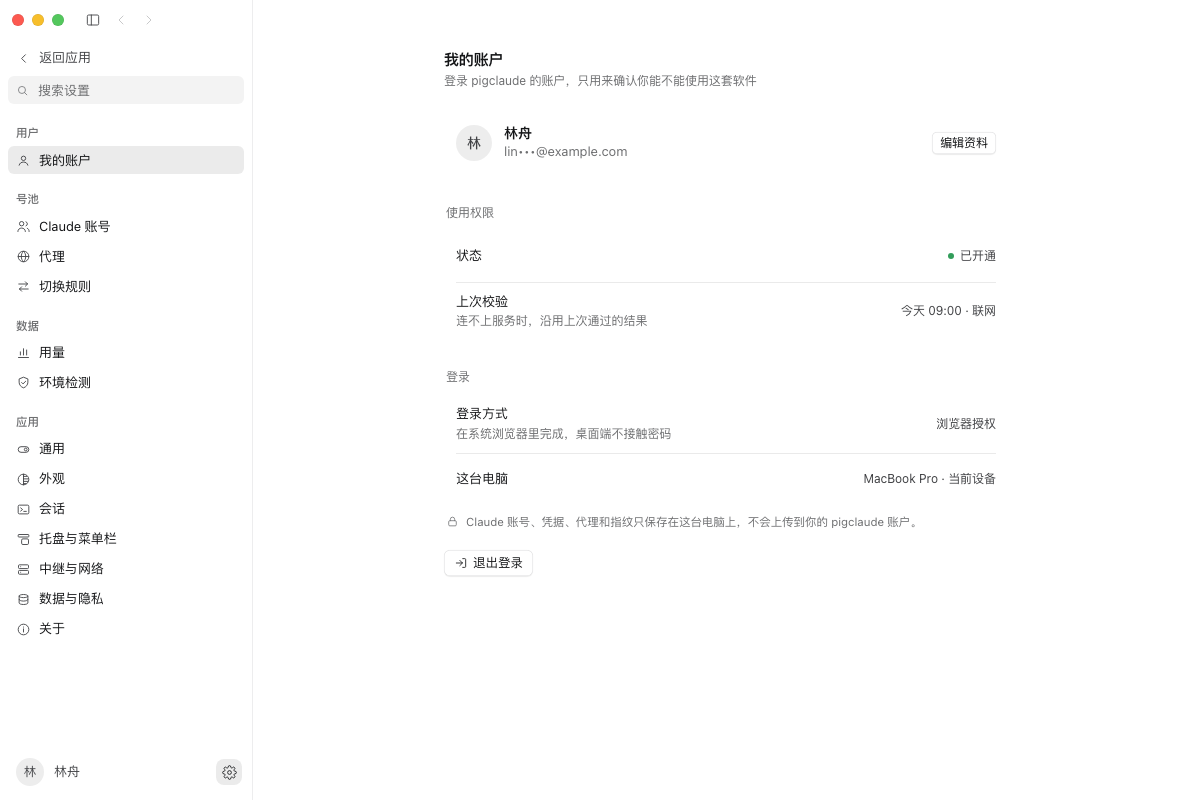 返回应用
搜索设置
用户
我的账户
号池
Claude 账号
代理
切换规则
数据
用量
环境检测
应用
通用
外观
会话
托盘与菜单栏
中继与网络
数据与隐私
关于
林 林舟
我的账户
登录 pigclaude 的账户，只用来确认你能不能使用这套软件
林
林舟
lin•••@example.com
编辑资料
使用权限
状态
已开通
上次校验
连不上服务时，沿用上次通过的结果
今天 09:00 · 联网
登录
登录方式
在系统浏览器里完成，桌面端不接触密码
浏览器授权
这台电脑
MacBook Pro · 当前设备
Claude 账号、凭据、代理和指纹只保存在这台电脑上，不会上传到你的 pigclaude 账户。
退出登录